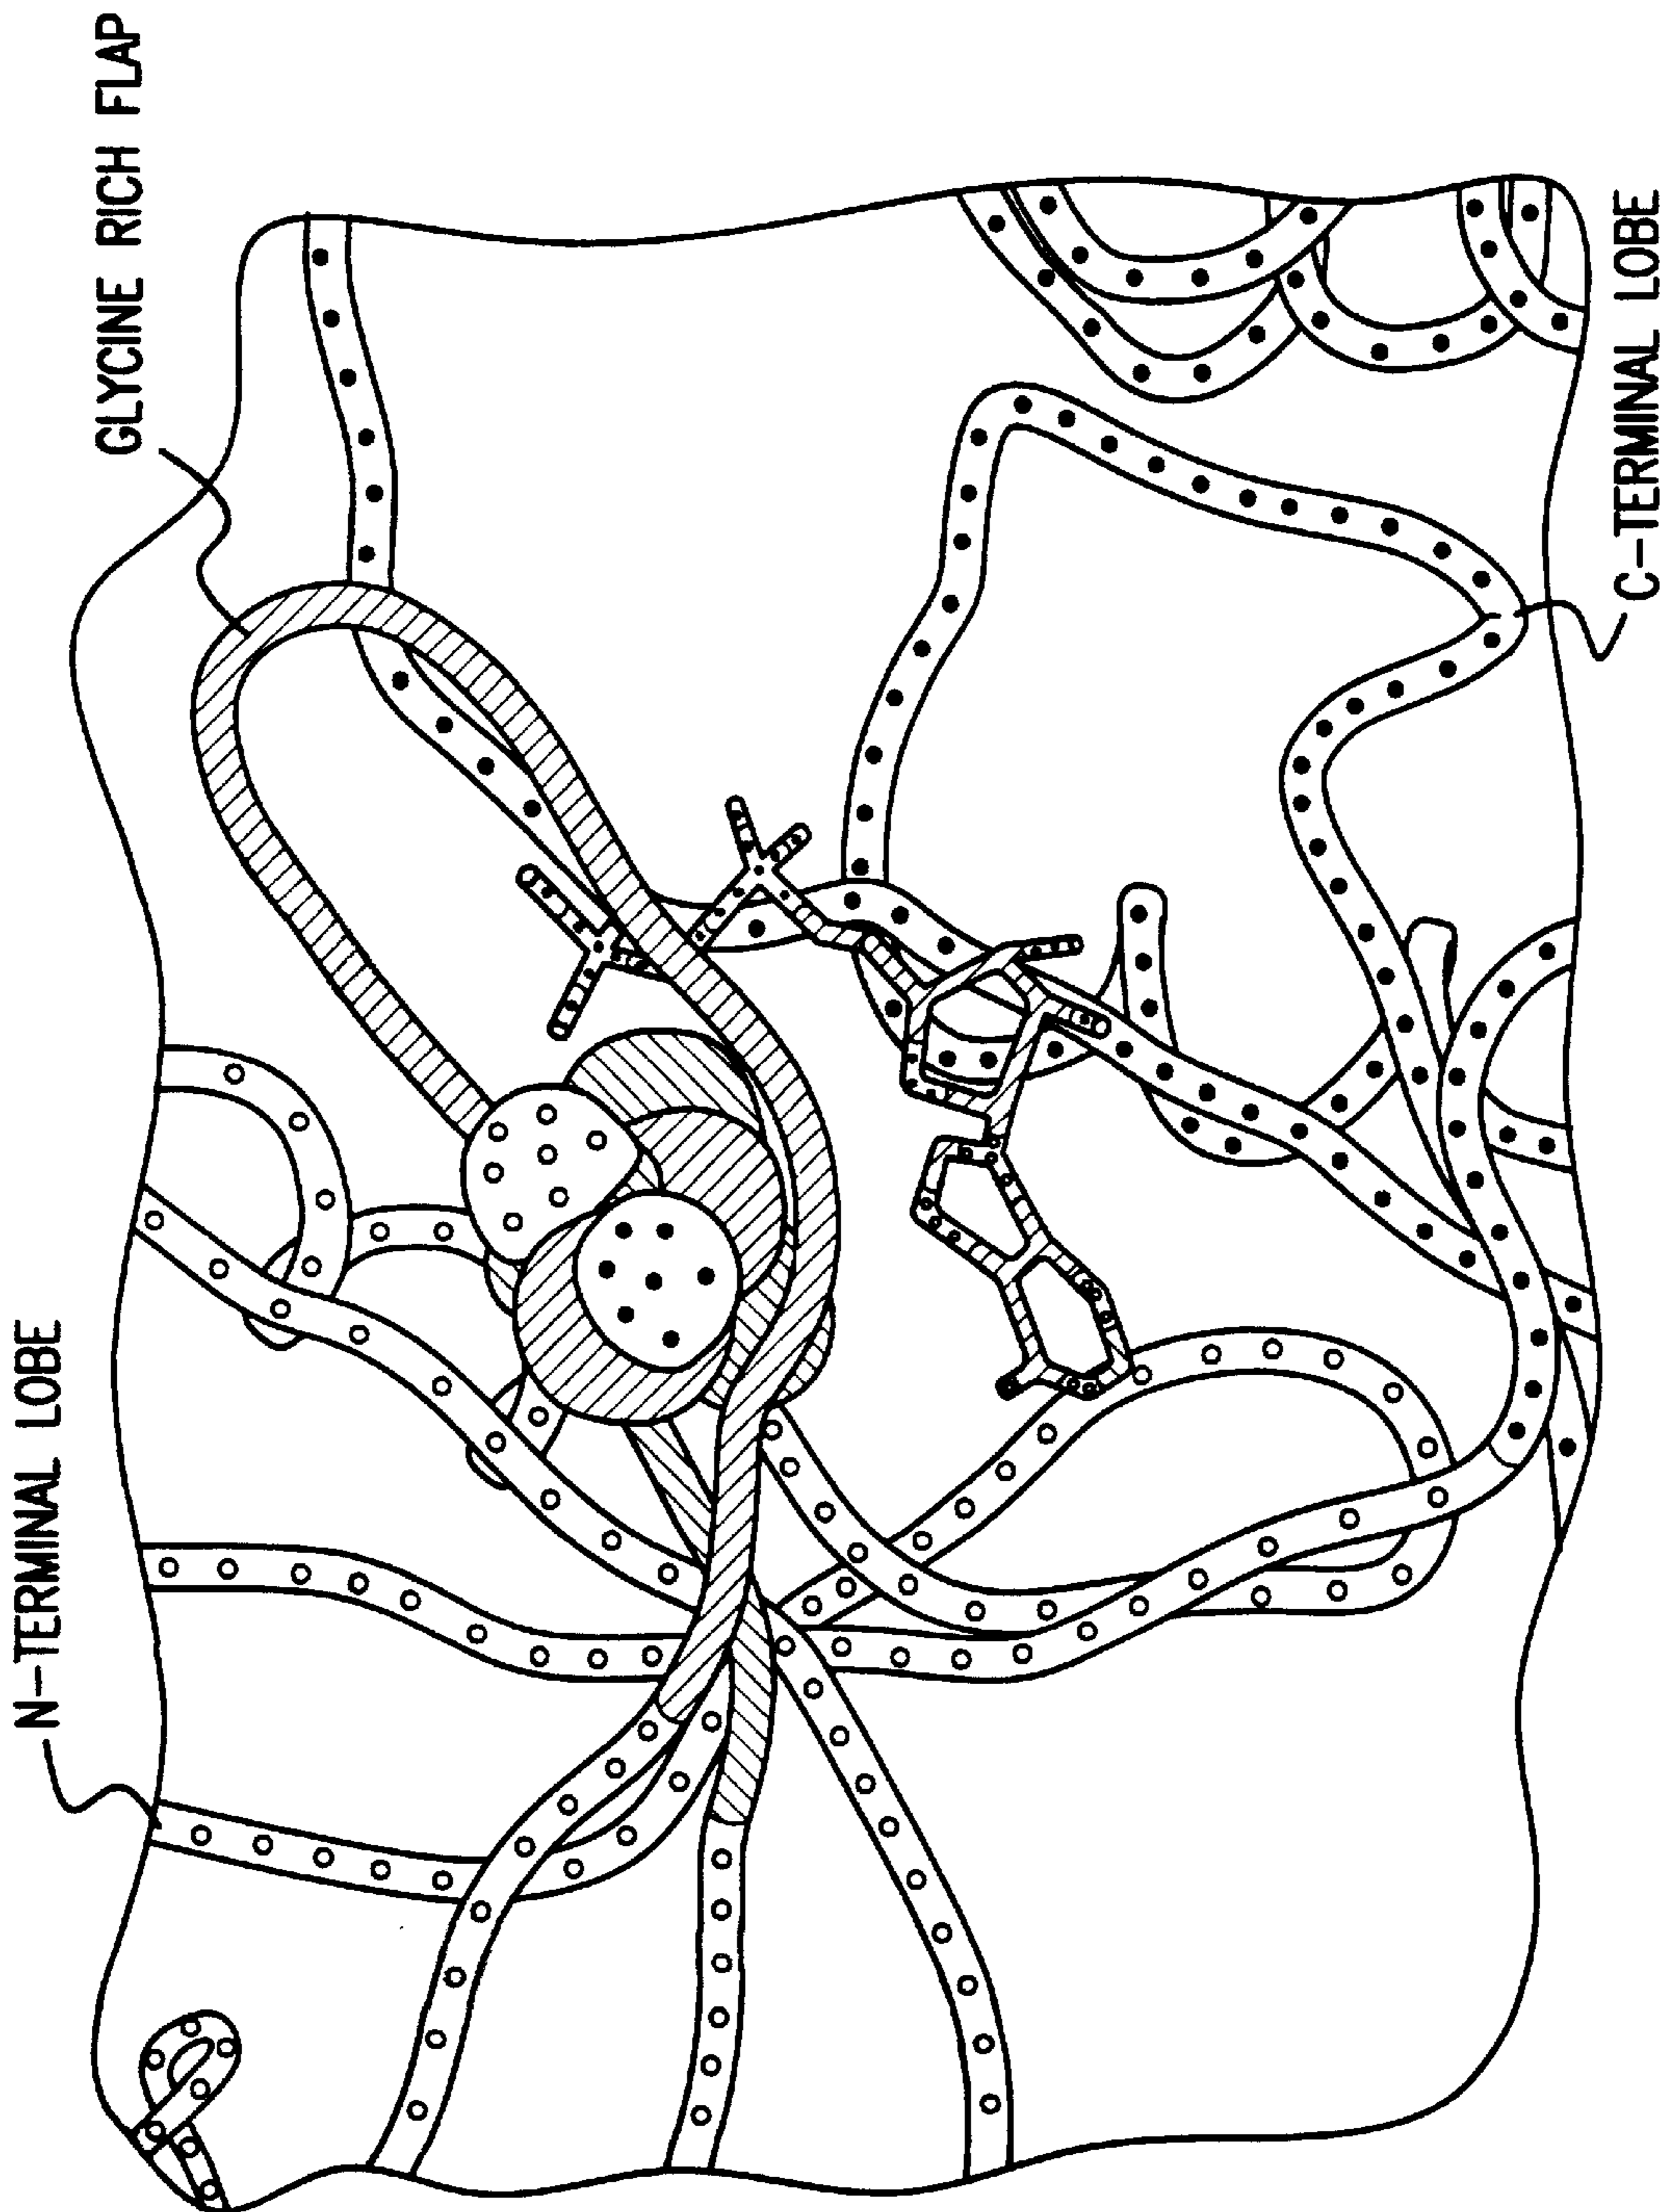 N-TERMINAL LOBE
GLYCINE RICH FLAP
C-TERMINAL LOBE